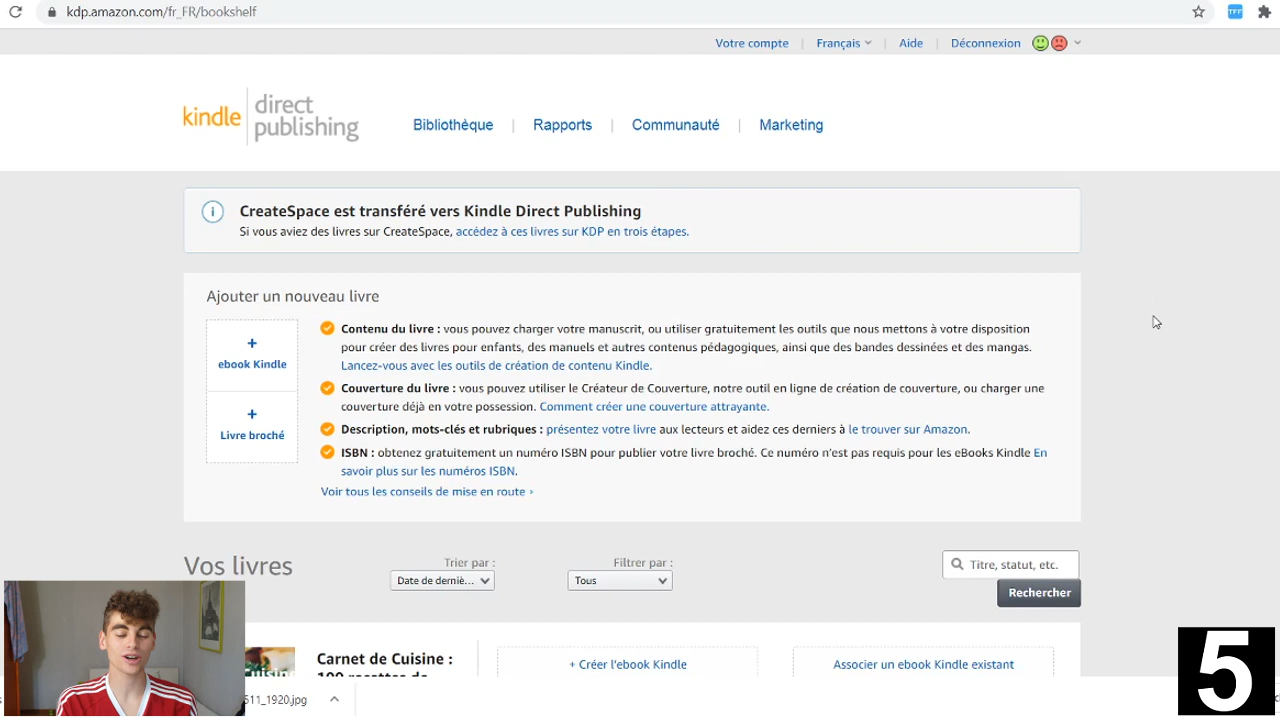 kdp.amazon.com/fr_FR/bookshelf
TFF
Votre compte | Français | Aide | Déconnexion
kindle direct publishing
Bibliothèque | Rapports | Communauté | Marketing
CreateSpace est transféré vers Kindle Direct Publishing
Si vous aviez des livres sur CreateSpace, accédez à ces livres sur KDP en trois étapes.
Ajouter un nouveau livre
+
ebook Kindle
+
Livre broché
Contenu du livre : vous pouvez charger votre manuscrit, ou utiliser gratuitement les outils que nous mettons à votre disposition
pour créer des livres pour enfants, des manuels et autres contenus pédagogiques, ainsi que des bandes dessinées et des mangas.
Lancez-vous avec les outils de création de contenu Kindle.
Couverture du livre : vous pouvez utiliser le Créateur de Couverture, notre outil en ligne de création de couverture, ou charger une
couverture déjà en votre possession. Comment créer une couverture attrayante.
Description, mots-clés et rubriques : présentez votre livre aux lecteurs et aidez ces derniers à le trouver sur Amazon.
ISBN : obtenez gratuitement un numéro ISBN pour publier votre livre broché. Ce numéro n'est pas requis pour les eBooks Kindle En
savoir plus sur les numéros ISBN.
Voir tous les conseils de mise en route ›
Vos livres
Trier par :
Date de derniè...
Filtrer par :
Tous
Titre, statut, etc.
Rechercher
Carnet de Cuisine :
100 recettes de
+ Créer l'ebook Kindle
Associer un ebook Kindle existant
511_1920.jpg
5